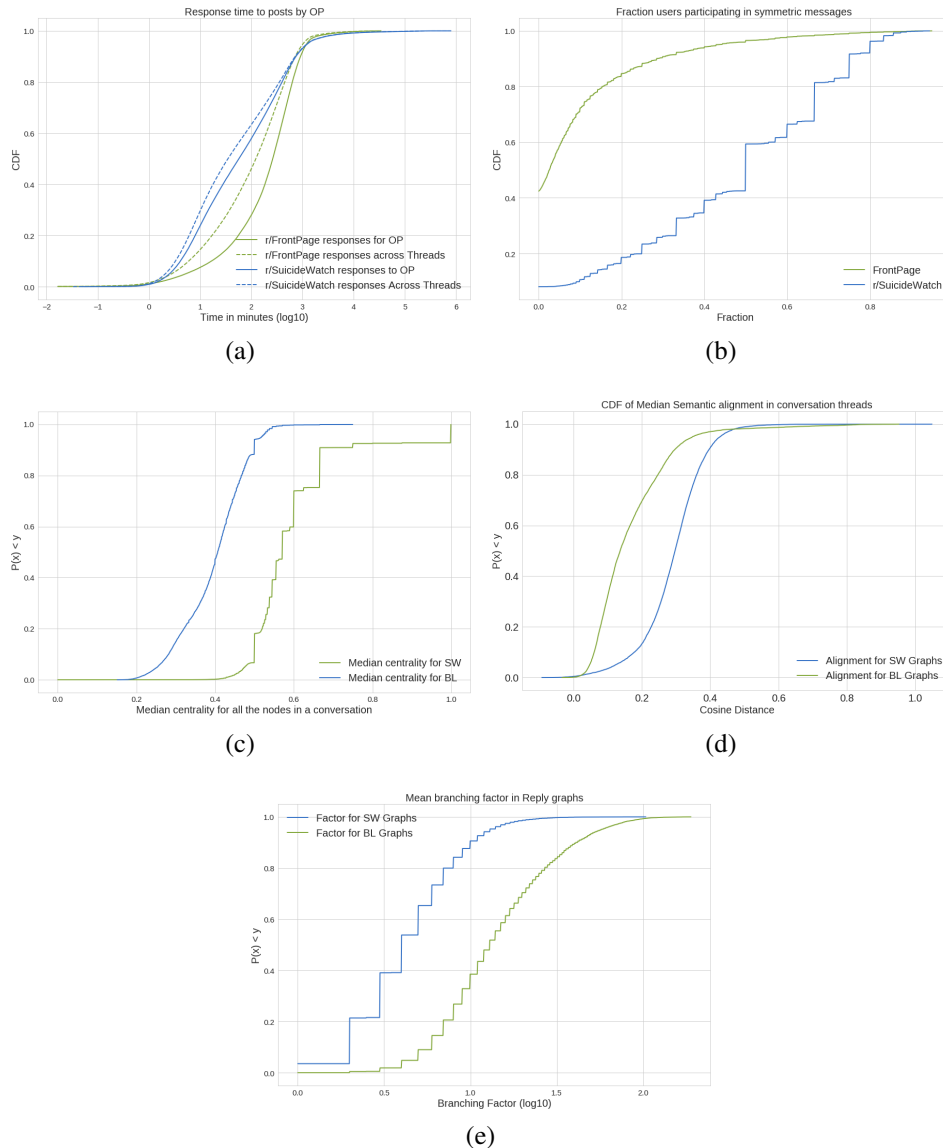 Response time to posts by OP
CDF
1.0
0.8
0.6
0.4
0.2
0.0
−2 −1 0 1 2 3 4 5 6
Time in minutes (log10)
r/FrontPage responses for OP
r/FrontPage responses across Threads
r/SuicideWatch responses to OP
r/SuicideWatch responses Across Threads
(a)
Fraction users participating in symmetric messages
CDF
1.0
0.8
0.6
0.4
0.2
0.0 0.2 0.4 0.6 0.8
Fraction
FrontPage
r/SuicideWatch
(b)
P(x) < y
1.0
0.8
0.6
0.4
0.2
0.0
0.0 0.2 0.4 0.6 0.8 1.0
Median centrality for all the nodes in a conversation
Median centrality for SW
Median centrality for BL
(c)
CDF of Median Semantic alignment in conversation threads
P(x) < y
1.0
0.8
0.6
0.4
0.2
0.0
0.0 0.2 0.4 0.6 0.8 1.0
Cosine Distance
Alignment for SW Graphs
Alignment for BL Graphs
(d)
Mean branching factor in Reply graphs
P(x) < y
1.0
0.8
0.6
0.4
0.2
0.0
0.0 0.5 1.0 1.5 2.0
Branching Factor (log10)
Factor for SW Graphs
Factor for BL Graphs
(e)